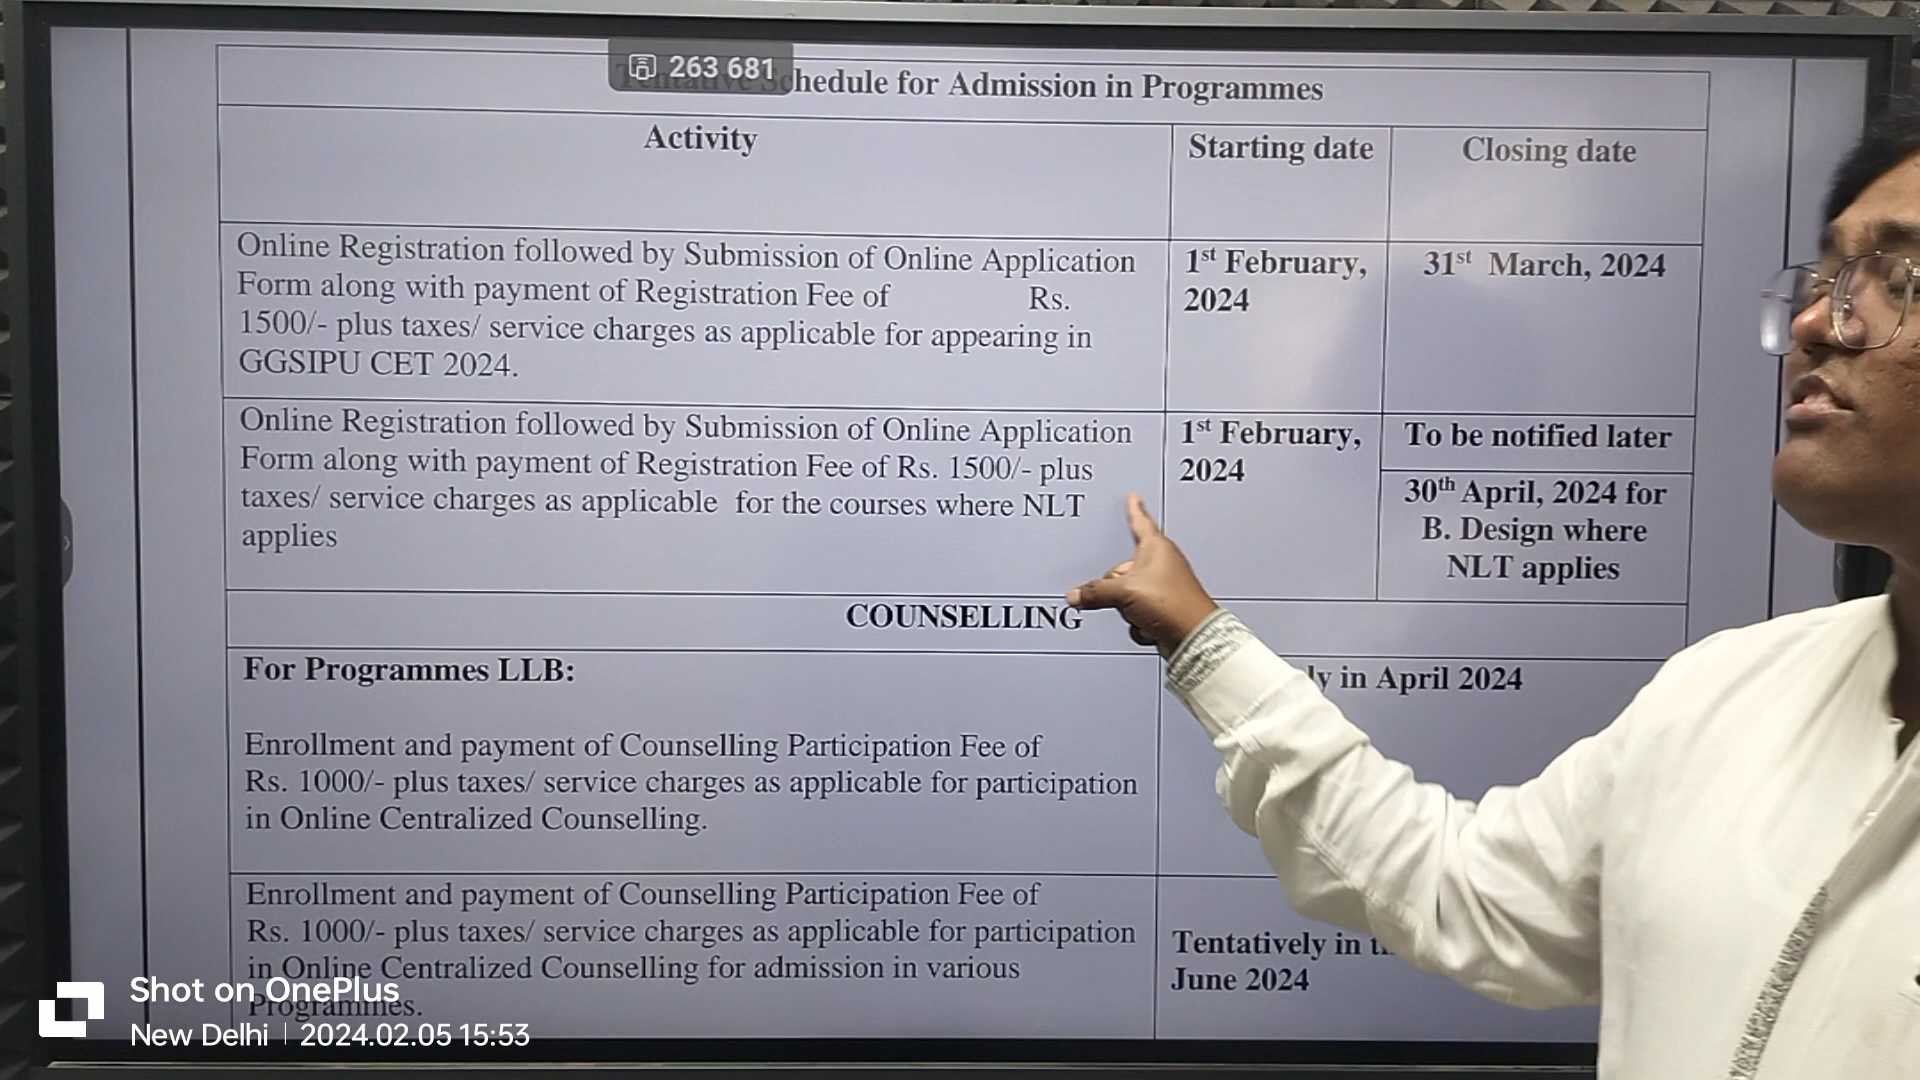 263 681
Schedule for Admission in Programmes
Activity
Starting date
Closing date
Online Registration followed by Submission of Online Application
Form along with payment of Registration Fee of Rs.
1500/- plus taxes/ service charges as applicable for appearing in
GGSIPU CET 2024.
1st February,
2024
31st March, 2024
Online Registration followed by Submission of Online Application
Form along with payment of Registration Fee of Rs. 1500/- plus
taxes/ service charges as applicable for the courses where NLT
applies
1st February,
2024
To be notified later
30th April, 2024 for
B. Design where
NLT applies
COUNSELLING
For Programmes LLB:
Enrollment and payment of Counselling Participation Fee of
Rs. 1000/- plus taxes/ service charges as applicable for participation
in Online Centralized Counselling.
in April 2024
Enrollment and payment of Counselling Participation Fee of
Rs. 1000/- plus taxes/ service charges as applicable for participation
in Online Centralized Counselling for admission in various
Programmes.
Tentatively in
June 2024
Shot on OnePlus
New Delhi | 2024.02.05 15:53